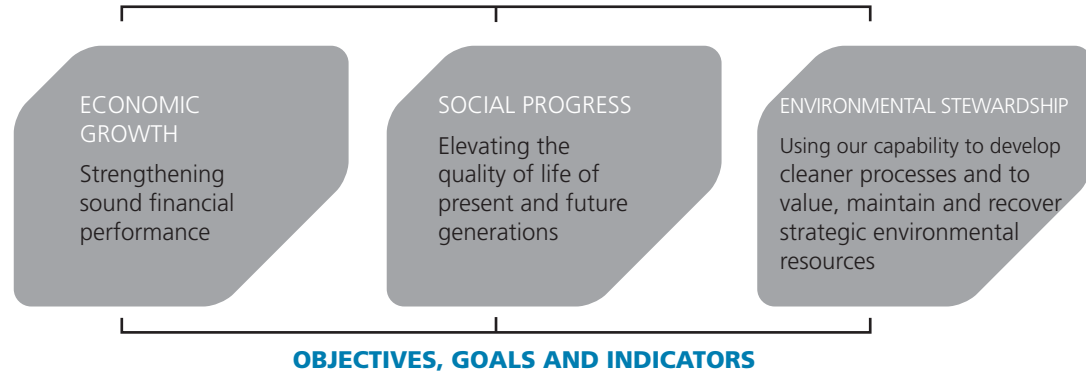 ECONOMIC
GROWTH
Strengthening
sound financial
performance
SOCIAL PROGRESS
Elevating the
quality of life of
present and future
generations
ENVIRONMENTAL STEWARDSHIP
Using our capability to develop
cleaner processes and to
value, maintain and recover
strategic environmental
resources
OBJECTIVES, GOALS AND INDICATORS